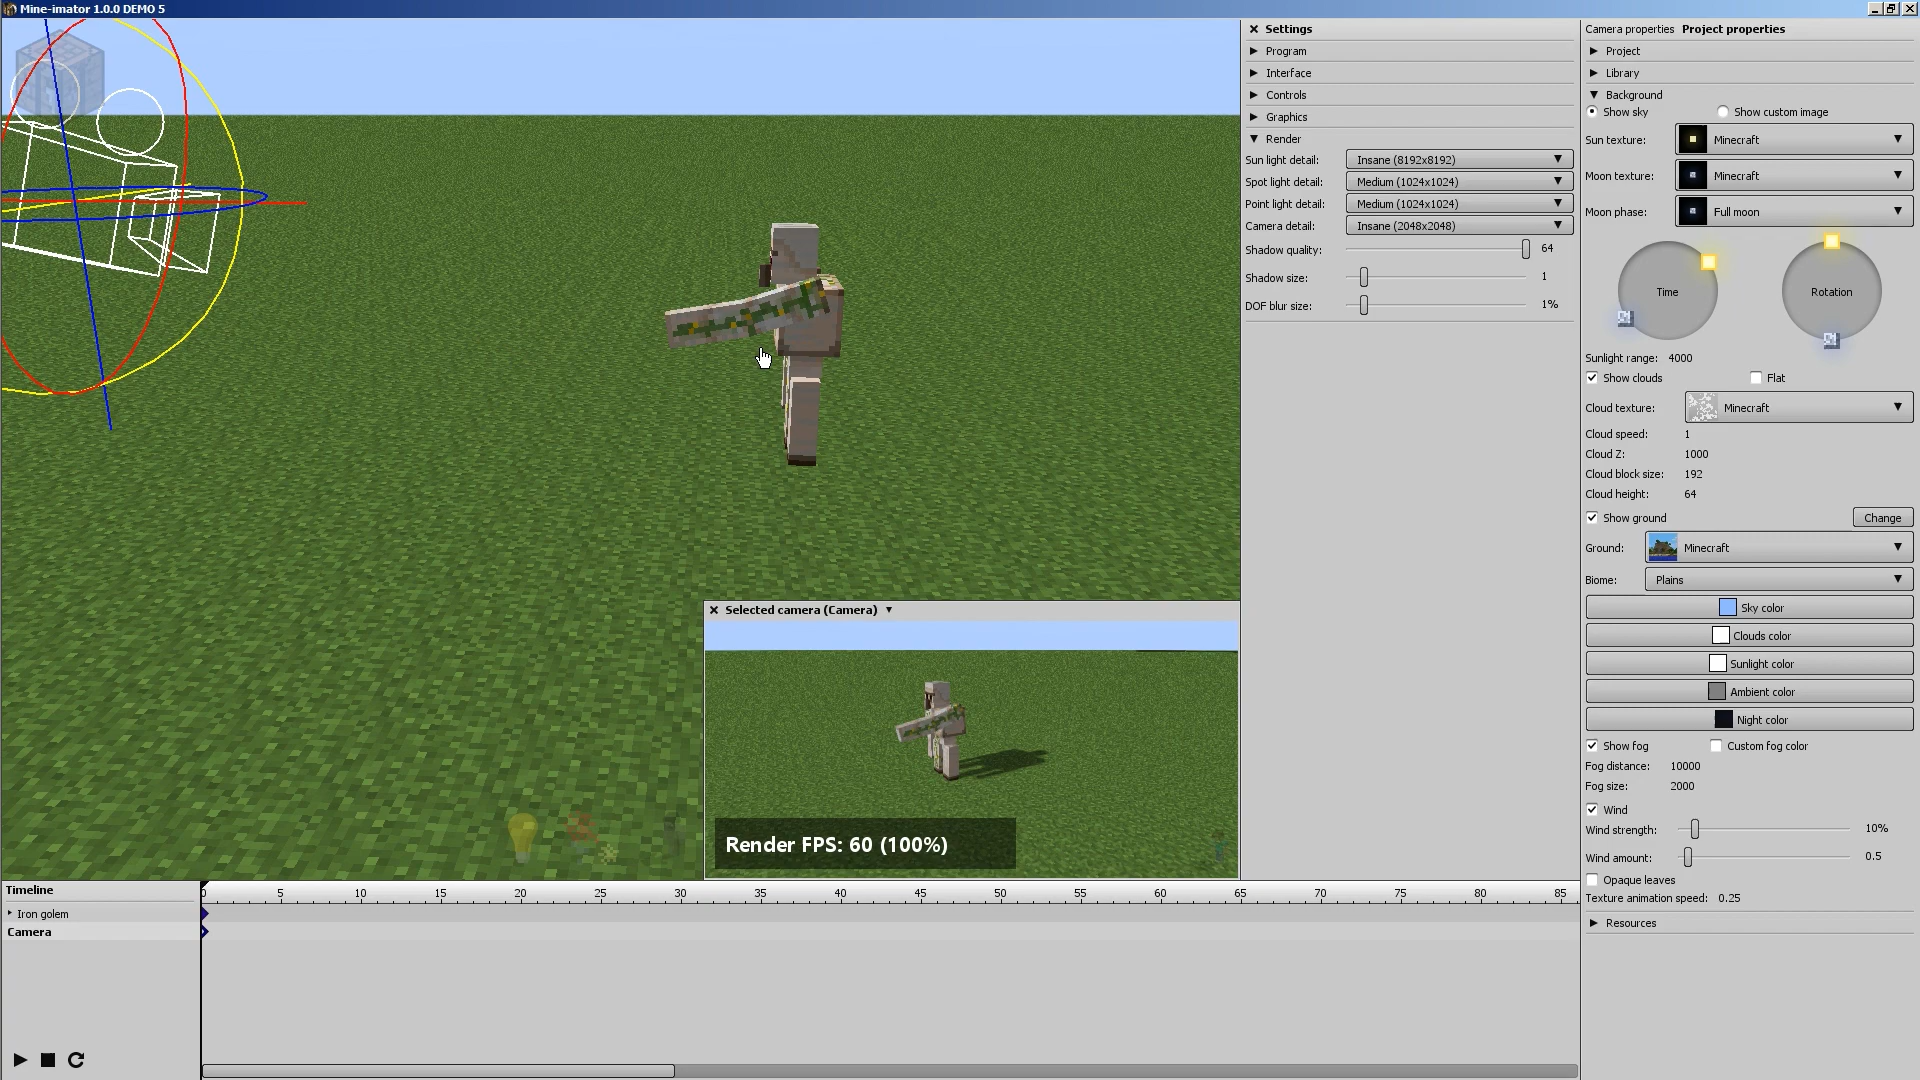 Mine-imator 1.0.0 DEMO 5
Settings
Program
Interface
Controls
Graphics
Render
Sun light detail: Insane (8192x8192)
Spot light detail: Medium (1024x1024)
Point light detail: Medium (1024x1024)
Camera detail: Insane (2048x2048)
Shadow quality: 64
Shadow size: 1
DOF blur size: 1%
Camera properties Project properties
Project
Library
Background
Show sky Show custom image
Sun texture: Minecraft
Moon texture: Minecraft
Moon phase: Full moon
Time Rotation
Sunlight range: 4000
Show clouds Flat
Cloud texture: Minecraft
Cloud speed: 1
Cloud Z: 1000
Cloud block size: 192
Cloud height: 64
Show ground Change
Ground: Minecraft
Biome: Plains
Sky color
Clouds color
Sunlight color
Ambient color
Night color
Show fog Custom fog color
Fog distance: 10000
Fog size: 2000
Wind
Wind strength: 10%
Wind amount: 0.5
Opaque leaves
Texture animation speed: 0.25
Resources
Selected camera (Camera)
Render FPS: 60 (100%)
Timeline
0 5 10 15 20 25 30 35 40 45 50 55 60 65 70 75 80 85
Iron golem
Camera